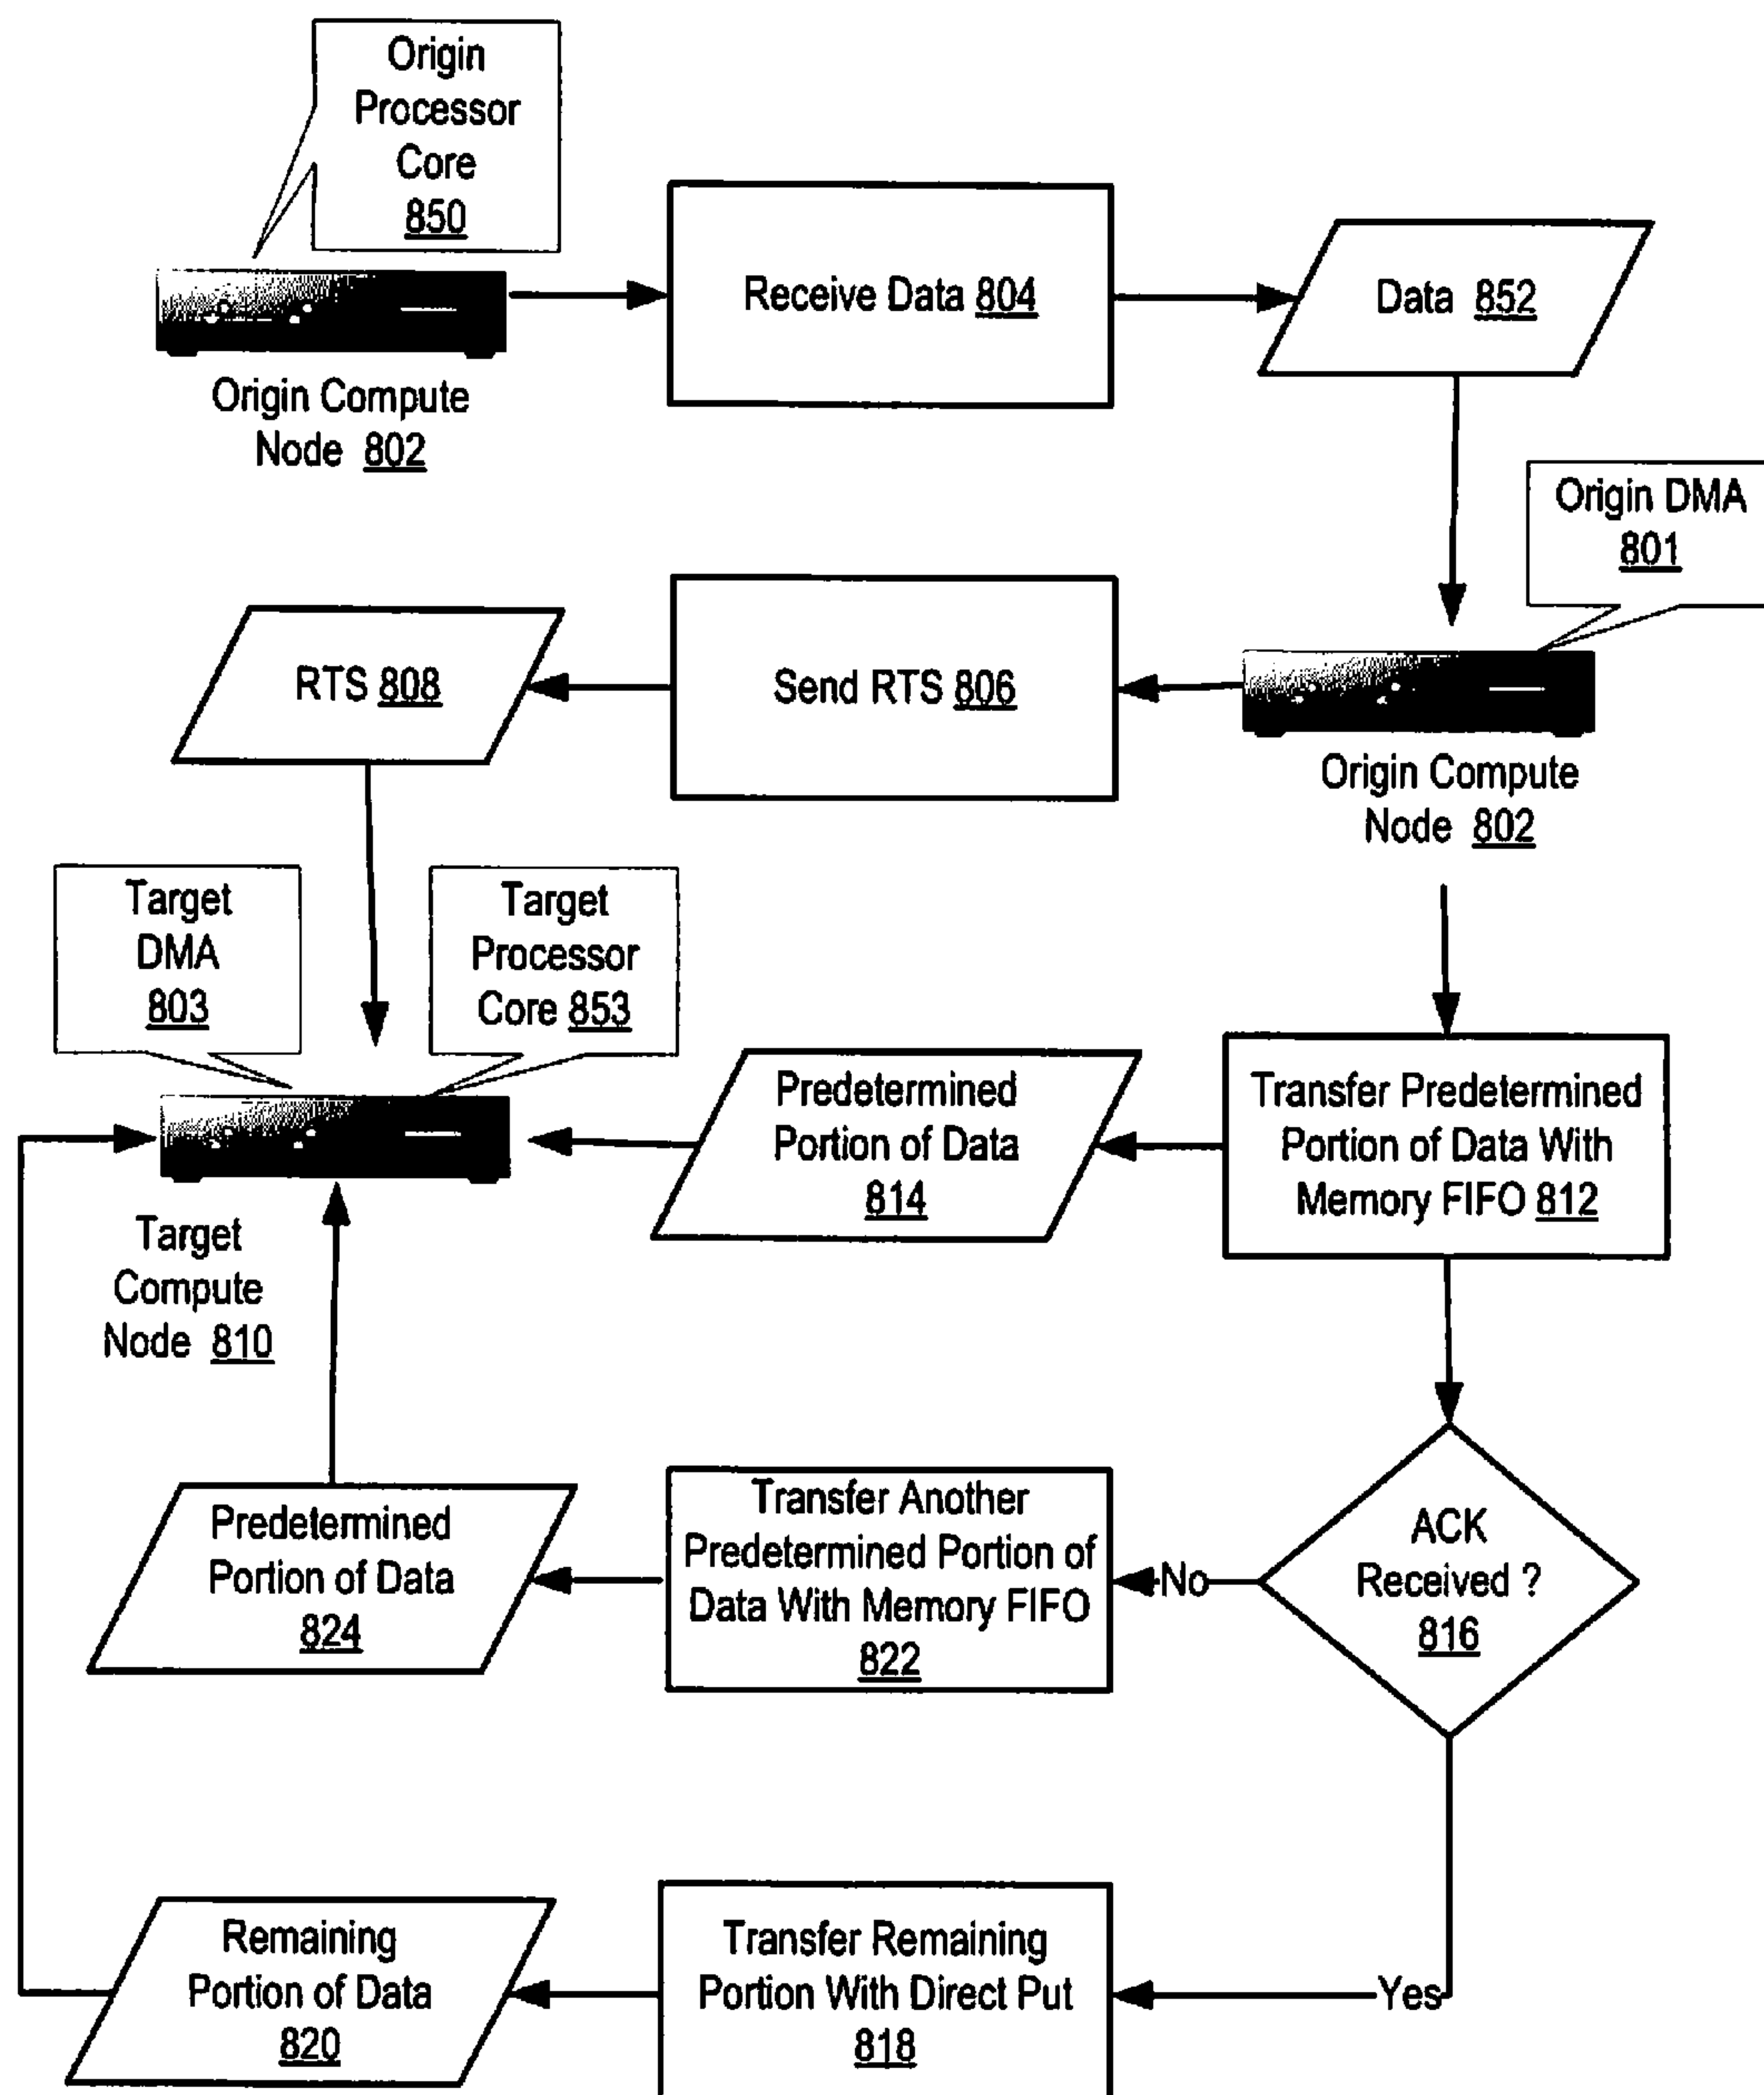 Origin
Processor
Core
850
Receive Data 804
Data 852
Origin Compute
Node 802
Origin DMA
801
RTS 808
Send RTS 806
Origin Compute
Node 802
Target
DMA
803
Target
Processor
Core 853
Predetermined
Portion of Data
814
Transfer Predetermined
Portion of Data With
Memory FIFO 812
Target
Compute
Node 810
Predetermined
Portion of Data
824
Transfer Another
Predetermined Portion of
Data With Memory FIFO
822
No
ACK
Received ?
816
Remaining
Portion of Data
820
Transfer Remaining
Portion With Direct Put
818
Yes